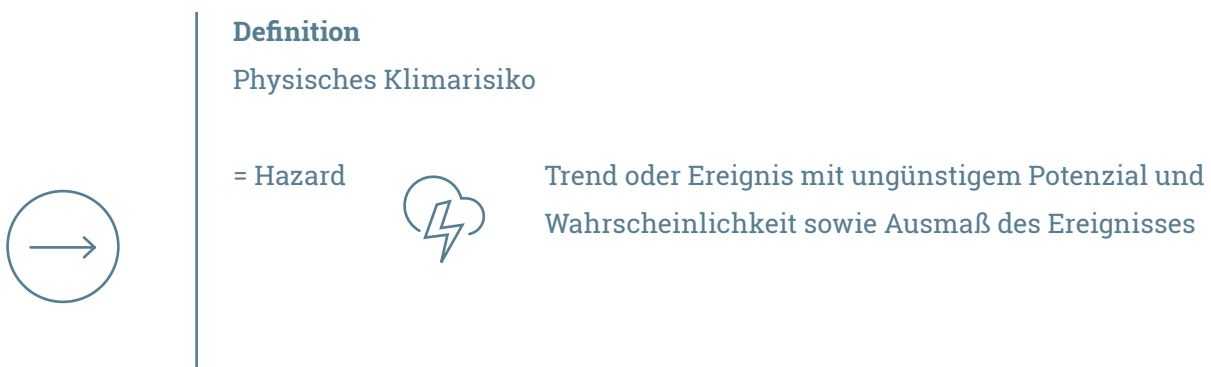 Definition
Physisches Klimarisiko
= Hazard
Trend oder Ereignis mit ungünstigem Potenzial und
Wahrscheinlichkeit sowie Ausmaß des Ereignisses